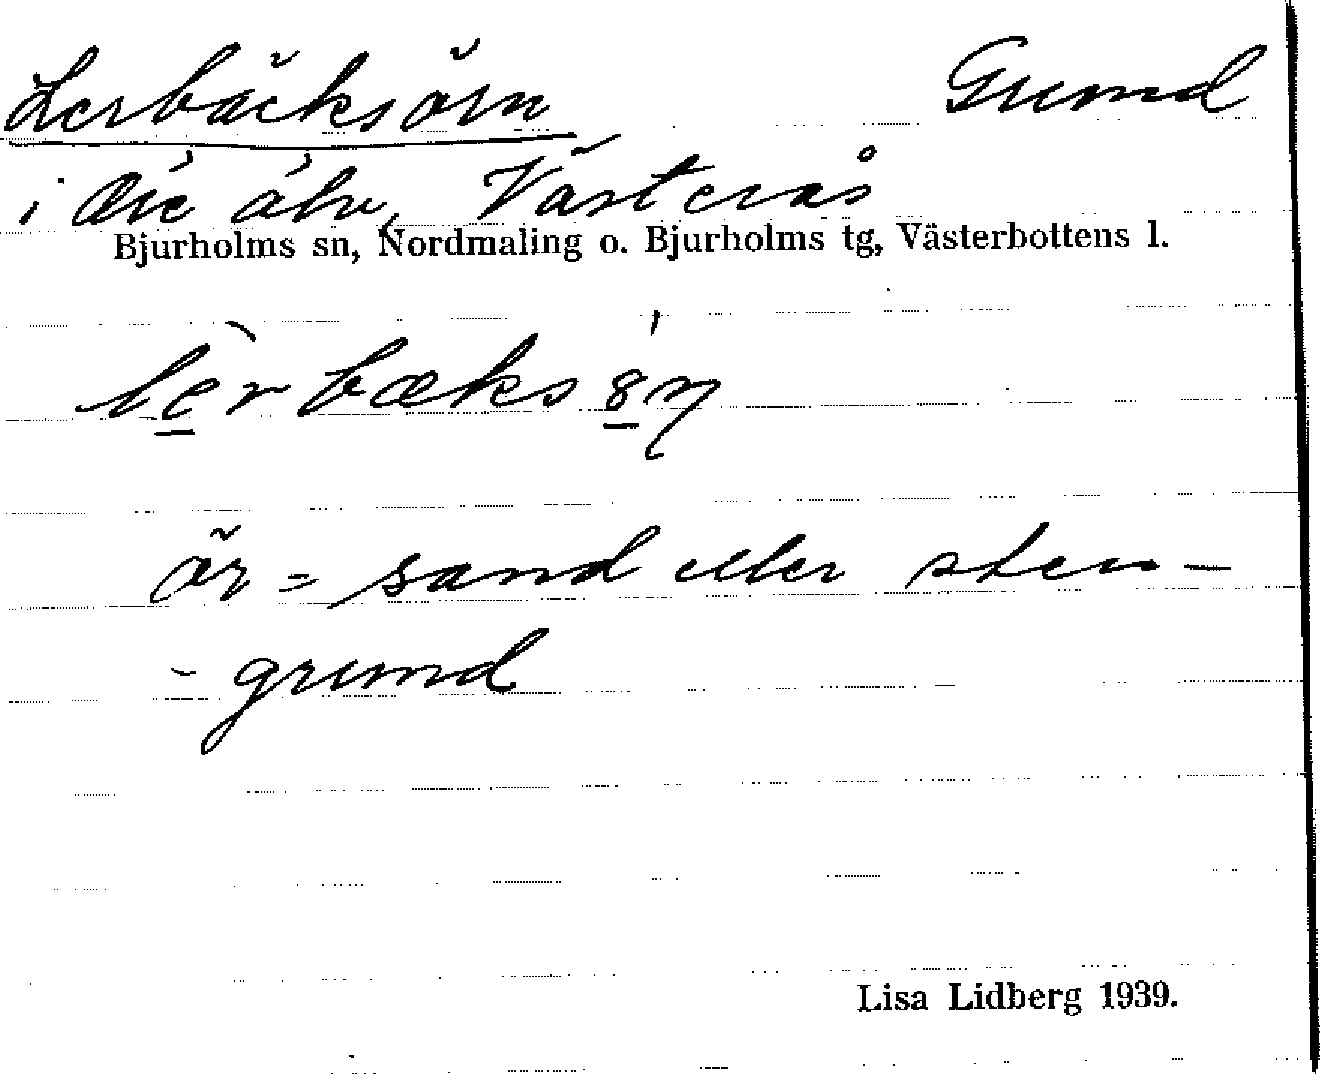 Lerbäcksörn Grund
i Öre älv, Västerås
Bjurholms sn, Nordmaling o. Bjurholms tg, Västerbottens l.
ör = sand eller sten-
- grund
Lisa Lidberg 1939.